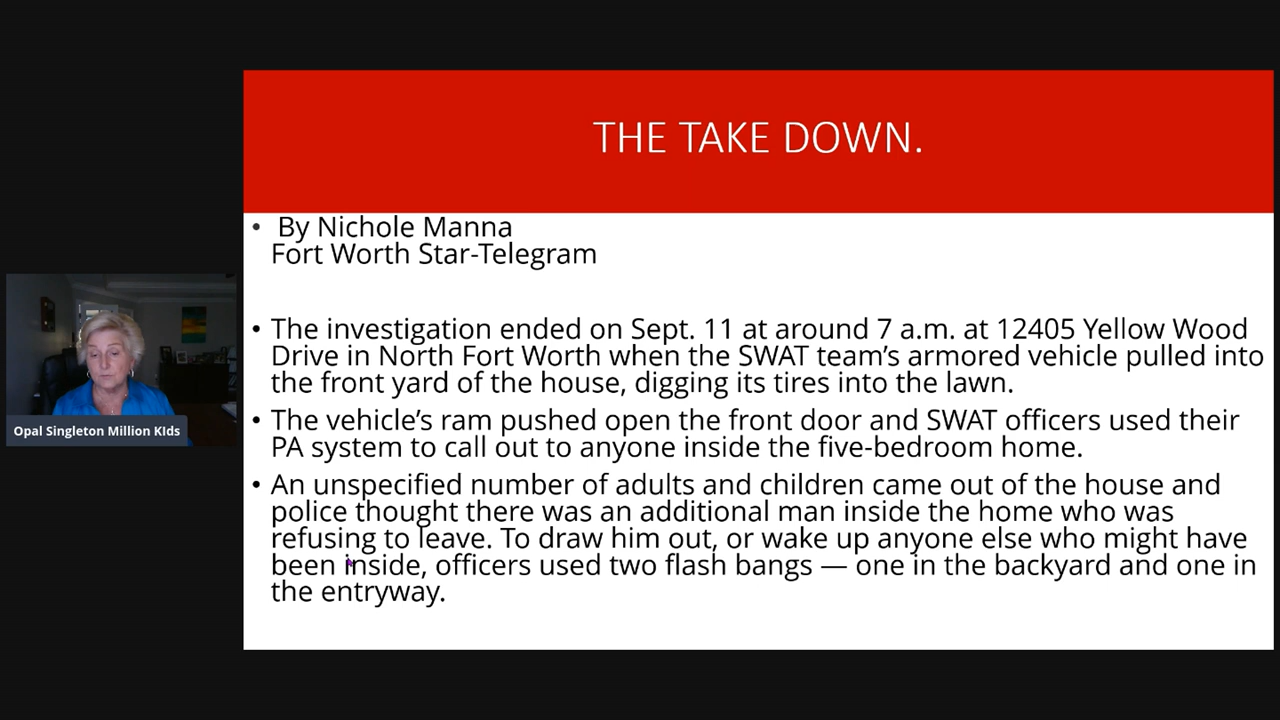 THE TAKE DOWN.
• By Nichole Manna
Fort Worth Star-Telegram
• The investigation ended on Sept. 11 at around 7 a.m. at 12405 Yellow Wood
Drive in North Fort Worth when the SWAT team’s armored vehicle pulled into
the front yard of the house, digging its tires into the lawn.
• The vehicle’s ram pushed open the front door and SWAT officers used their
PA system to call out to anyone inside the five-bedroom home.
• An unspecified number of adults and children came out of the house and
police thought there was an additional man inside the home who was
refusing to leave. To draw him out, or wake up anyone else who might have
been inside, officers used two flash bangs — one in the backyard and one in
the entryway.
Opal Singleton Million KIds